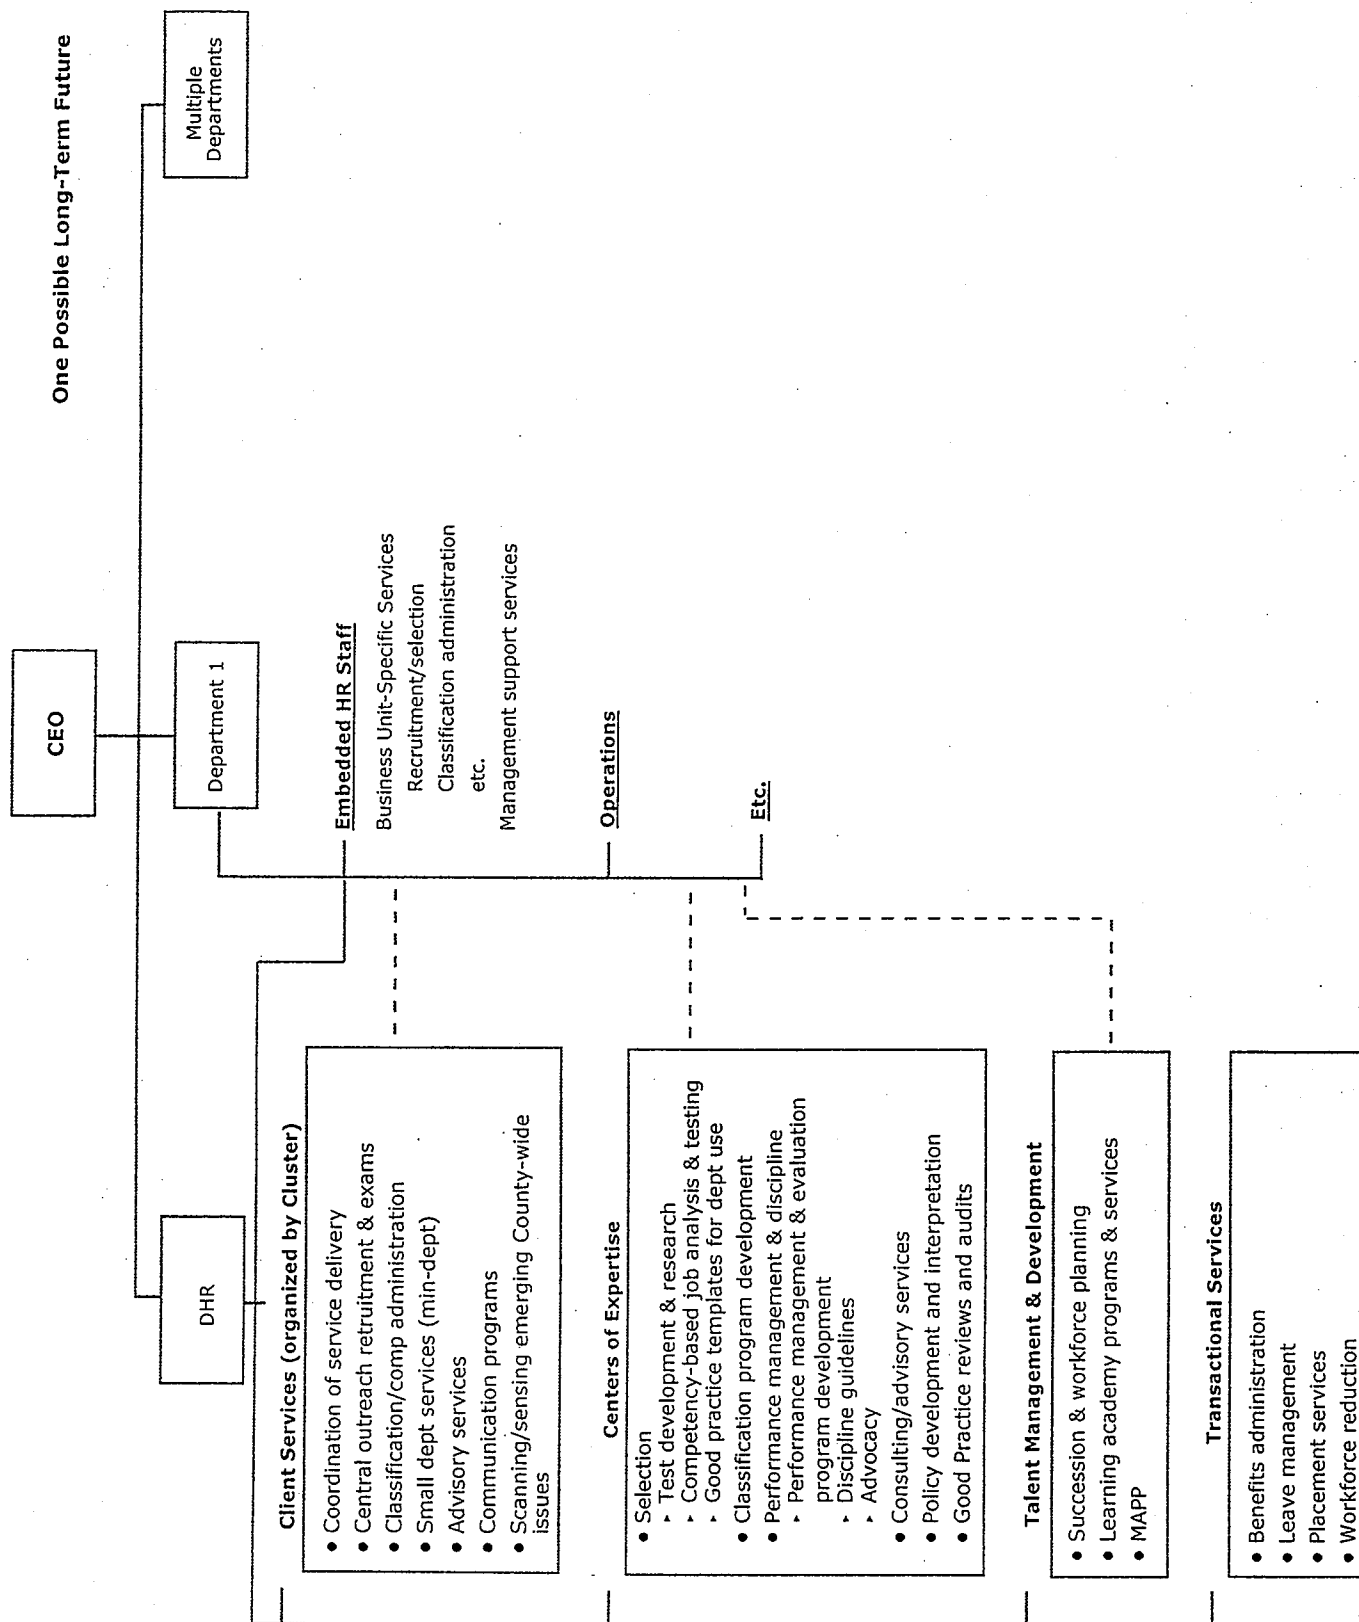 One Possible Long-Term Future
CEO
DHR
Department 1
Multiple
Departments
Client Services (organized by Cluster)
• Coordination of service delivery
• Central outreach retruitment & exams
• Classification/comp administration
• Small dept services (min-dept)
• Advisory services
• Communication programs
• Scanning/sensing emerging County-wide
issues
Centers of Expertise
• Selection
‣ Test development & research
‣ Competency-based job analysis & testing
‣ Good practice templates for dept use
• Classification program development
• Performance management & discipline
‣ Performance management & evaluation
program development
‣ Discipline guidelines
‣ Advocacy
• Consulting/advisory services
• Policy development and interpretation
• Good Practice reviews and audits
Talent Management & Development
• Succession & workforce planning
• Learning academy programs & services
• MAPP
Transactional Services
• Benefits administration
• Leave management
• Placement services
• Workforce reduction
Embedded HR Staff
Business Unit-Specific Services
Recruitment/selection
Classification administration
etc.
Management support services
Operations
Etc.